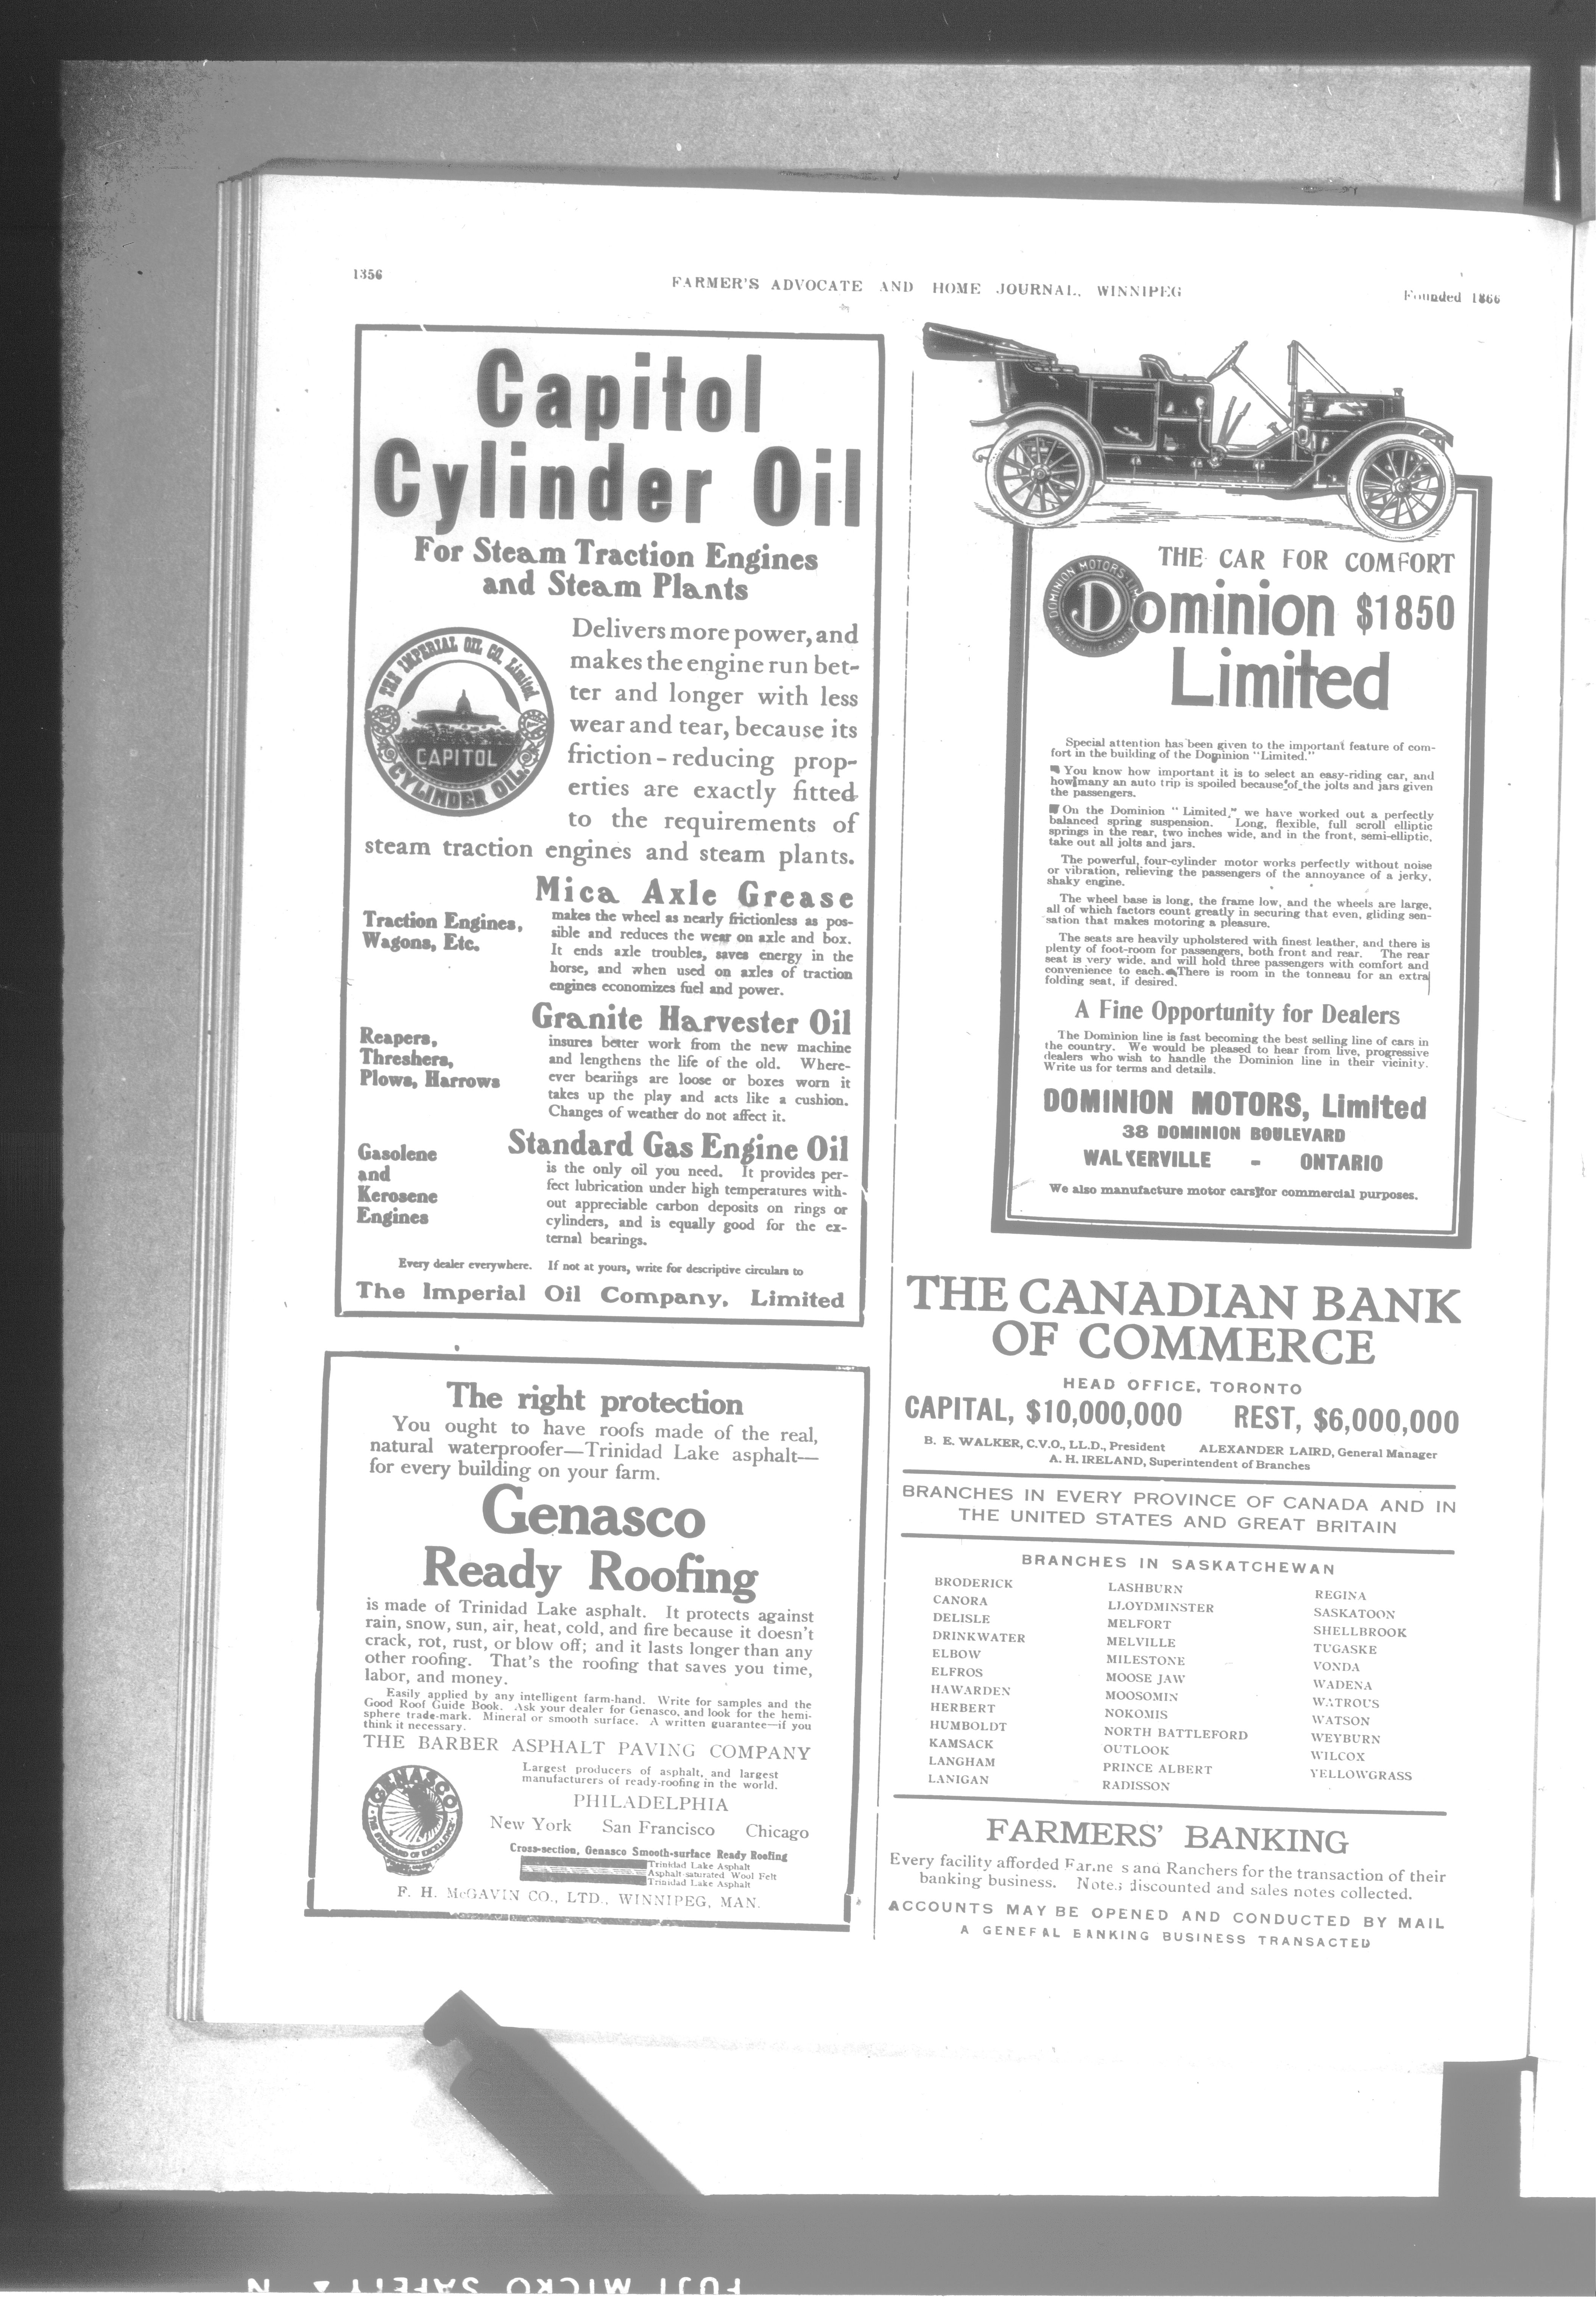 1356
FARMER'S ADVOCATE AND HOME JOURNAL, WINNIPEG
Founded 1866
Capitol
Cylinder Oil
For Steam Traction Engines
and Steam Plants
THE IMPERIAL OIL CO. Limited.
CAPITOL
CYLINDER OIL.
Delivers more power, and
makes the engine run bet-
ter and longer with less
wear and tear, because its
friction-reducing prop-
erties are exactly fitted
to the requirements of
steam traction engines and steam plants.
Mica Axle Grease
Traction Engines,
Wagons, Etc.
makes the wheel as nearly frictionless as pos-
sible and reduces the wear on axle and box.
It ends axle troubles, saves energy in the
horse, and when used on axles of traction
engines economizes fuel and power.
Granite Harvester Oil
Reapers,
Threshers,
Plows, Harrows
insures better work from the new machine
and lengthens the life of the old. Where-
ever beariings are loose or boxes worn it
takes up the play and acts like a cushion.
Changes of weather do not affect it.
Standard Gas Engine Oil
Gasolene
and
Kerosene
Engines
is the only oil you need. It provides per-
fect lubrication under high temperatures with-
out appreciable carbon deposits on rings or
cylinders, and is equally good for the ex-
ternal bearings.
Every dealer everywhere. If not at yours, write for descriptive circulars to
The Imperial Oil Company, Limited
The right protection
You ought to have roofs made of the real,
natural waterproofer—Trinidad Lake asphalt—
for every building on your farm.
Genasco
Ready Roofing
is made of Trinidad Lake asphalt. It protects against
rain, snow, sun, air, heat, cold, and fire because it doesn't
crack, rot, rust, or blow off; and it lasts longer than any
other roofing. That's the roofing that saves you time,
labor, and money.
Easily applied by any intelligent farm-hand. Write for samples and the
Good Roof Guide Book. Ask your dealer for Genasco, and look for the hemi-
sphere trade-mark. Mineral or smooth surface. A written guarantee—if you
think it necessary.
THE BARBER ASPHALT PAVING COMPANY
Largest producers of asphalt, and largest
manufacturers of ready-roofing in the world.
GENASCO
THE STANDARD OF EXCELLENCE
PHILADELPHIA
New York San Francisco Chicago
Cross-section, Genasco Smooth-surface Ready Roofing
Trinidad Lake Asphalt
Asphalt-saturated Wool Felt
Trinidad Lake Asphalt
F. H. McGAVIN CO., LTD., WINNIPEG, MAN.
THE CAR FOR COMFORT
DOMINION MOTORS LIMITED
WALKERVILLE CANADA
Dominion $1850
Limited
Special attention has been given to the important feature of com-
fort in the building of the Dominion "Limited."
You know how important it is to select an easy-riding car, and
how many an auto trip is spoiled because of the jolts and jars given
the passengers.
On the Dominion "Limited," we have worked out a perfectly
balanced spring suspension. Long, flexible, full scroll elliptic
springs in the rear, two inches wide, and in the front, semi-elliptic,
take out all jolts and jars.
The powerful, four-cylinder motor works perfectly without noise
or vibration, relieving the passengers of the annoyance of a jerky,
shaky engine.
The wheel base is long, the frame low, and the wheels are large,
all of which factors count greatly in securing that even, gliding sen-
sation that makes motoring a pleasure.
The seats are heavily upholstered with finest leather, and there is
plenty of foot-room for passengers, both front and rear. The rear
seat is very wide, and will hold three passengers with comfort and
convenience to each. There is room in the tonneau for an extra
folding seat, if desired.
A Fine Opportunity for Dealers
The Dominion line is fast becoming the best selling line of cars in
the country. We would be pleased to hear from live, progressive
dealers who wish to handle the Dominion line in their vicinity.
Write us for terms and details.
DOMINION MOTORS, Limited
38 DOMINION BOULEVARD
WALKERVILLE - ONTARIO
We also manufacture motor cars for commercial purposes.
THE CANADIAN BANK
OF COMMERCE
HEAD OFFICE, TORONTO
CAPITAL, $10,000,000 REST, $6,000,000
B. E. WALKER, C.V.O., LL.D., President ALEXANDER LAIRD, General Manager
A. H. IRELAND, Superintendent of Branches
BRANCHES IN EVERY PROVINCE OF CANADA AND IN
THE UNITED STATES AND GREAT BRITAIN
BRANCHES IN SASKATCHEWAN
BRODERICK
CANORA
DELISLE
DRINKWATER
ELBOW
ELFROS
HAWARDEN
HERBERT
HUMBOLDT
KAMSACK
LANGHAM
LANIGAN
LASHBURN
LLOYDMINSTER
MELFORT
MELVILLE
MILESTONE
MOOSE JAW
MOOSOMIN
NOKOMIS
NORTH BATTLEFORD
OUTLOOK
PRINCE ALBERT
RADISSON
REGINA
SASKATOON
SHELLBROOK
TUGASKE
VONDA
WADENA
WATROUS
WATSON
WEYBURN
WILCOX
YELLOWGRASS
FARMERS' BANKING
Every facility afforded Farmers and Ranchers for the transaction of their
banking business. Notes discounted and sales notes collected.
ACCOUNTS MAY BE OPENED AND CONDUCTED BY MAIL
A GENERAL BANKING BUSINESS TRANSACTED
FUJI MICRO SAFETY ▲ N